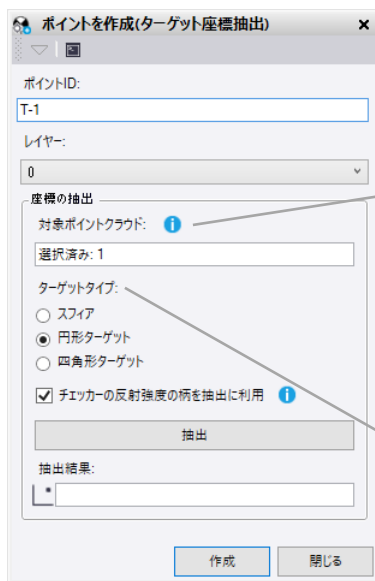 ポイントを作成(ターゲット座標抽出)
ポイントID:
T-1
レイヤー:
0
座標の抽出
対象ポイントクラウド:
選択済み: 1
ターゲットタイプ:
スフィア
円形ターゲット
四角形ターゲット
チェッカーの反射強度の柄を抽出に利用
抽出
抽出結果:
作成
閉じる